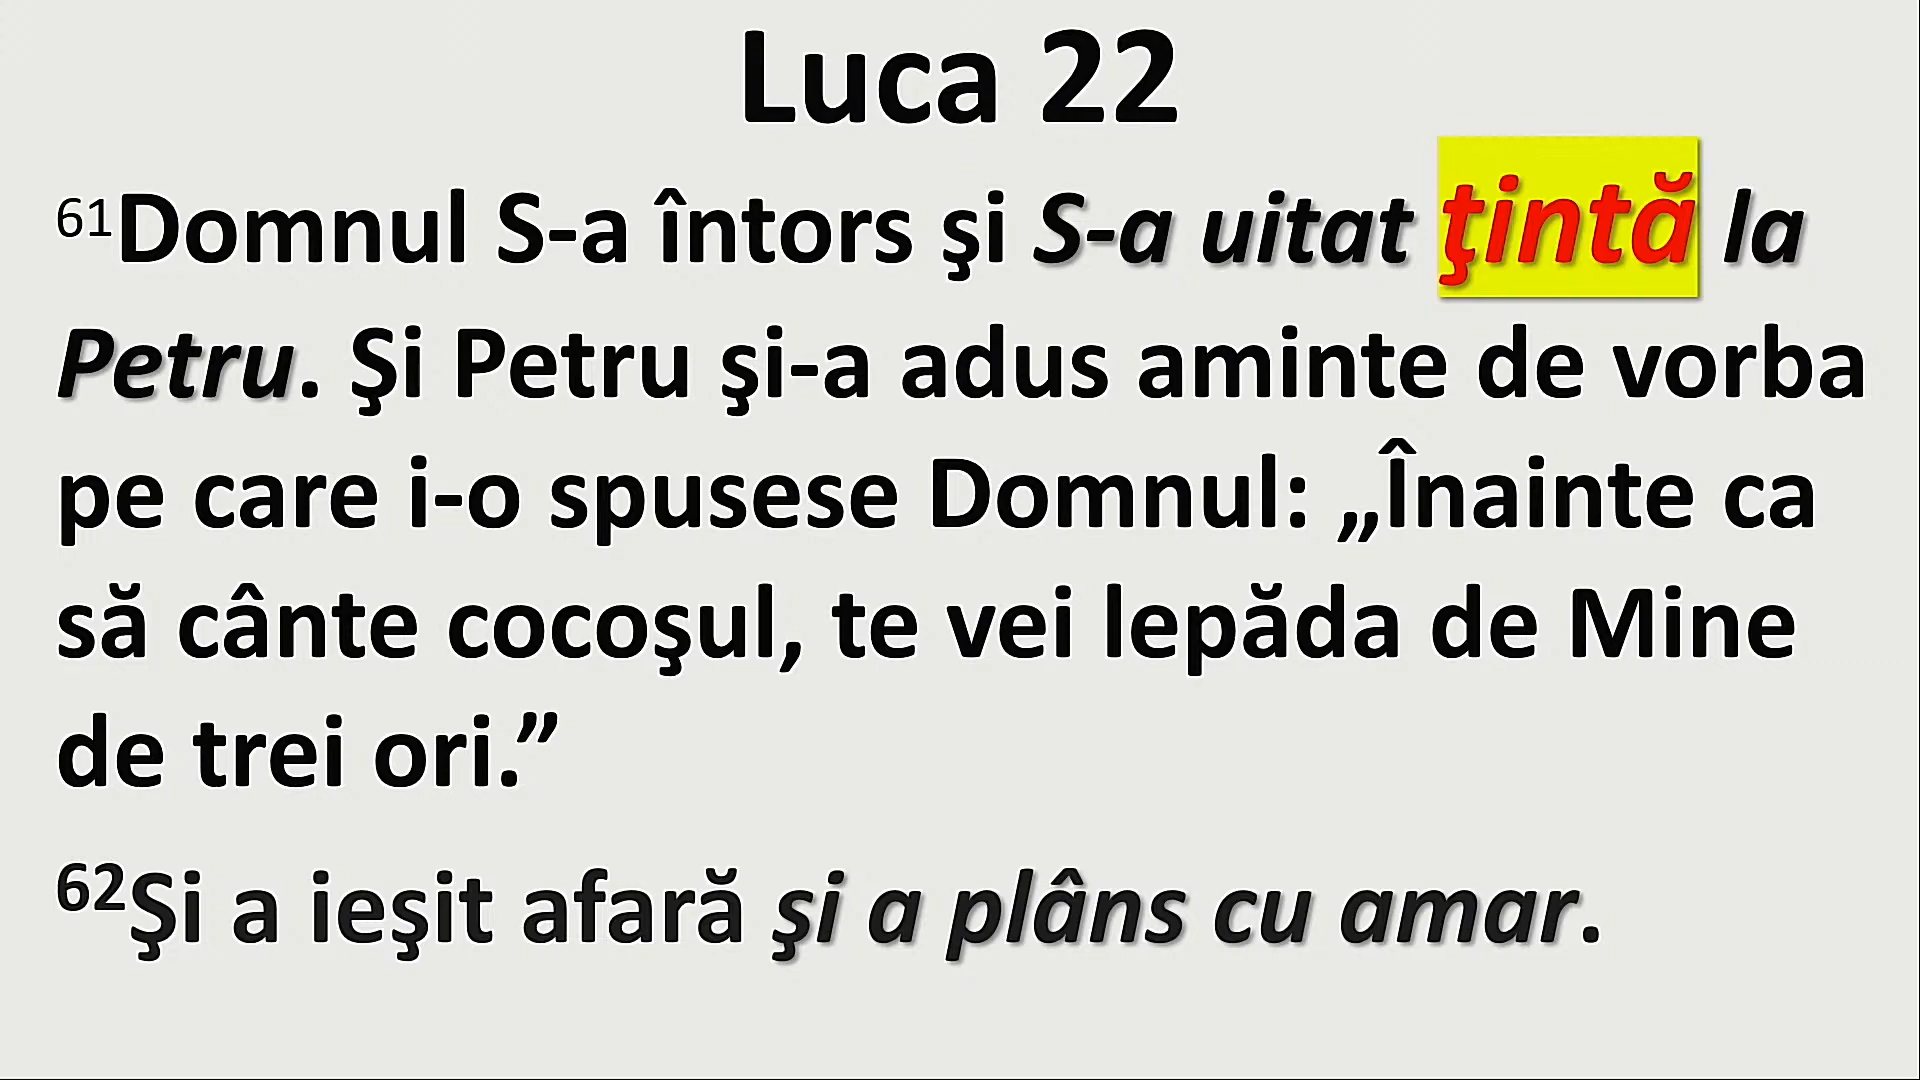 Luca 22
61Domnul S-a întors şi S-a uitat ţintă la
Petru. Şi Petru şi-a adus aminte de vorba
pe care i-o spusese Domnul: „Înainte ca
să cânte cocoşul, te vei lepăda de Mine
de trei ori.”
62Şi a ieşit afară şi a plâns cu amar.